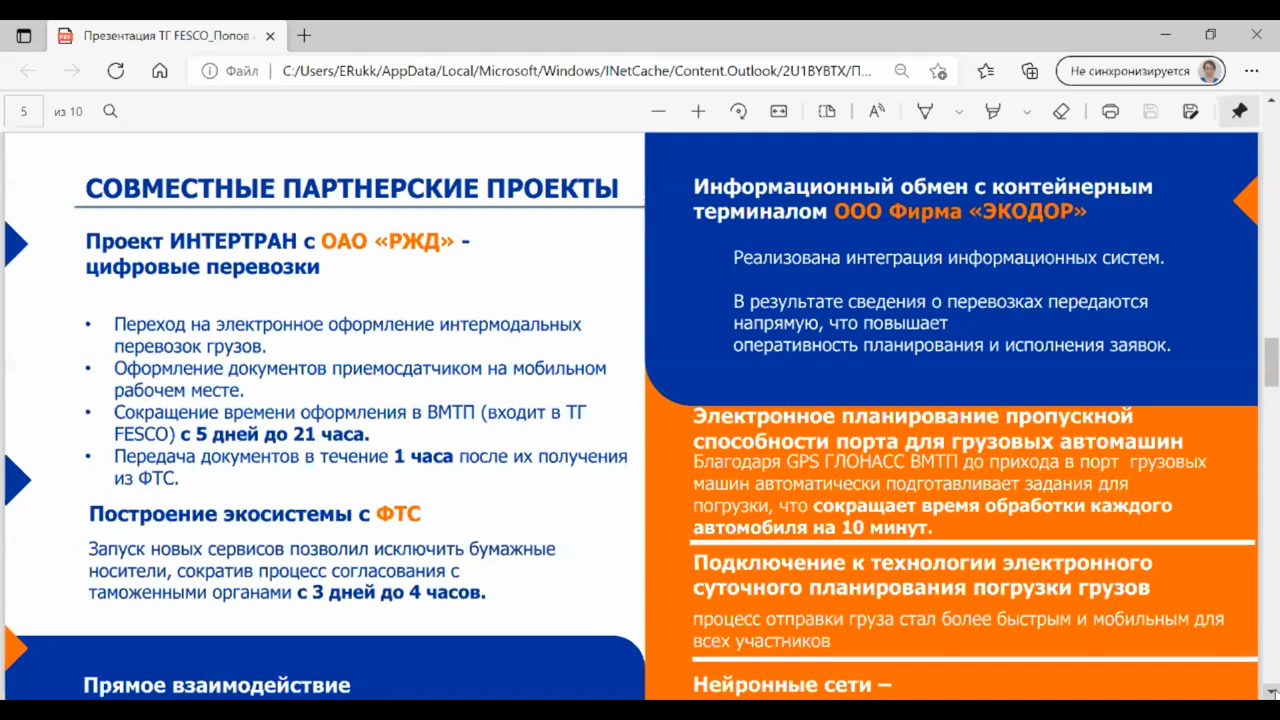 Презентация ТГ FESCO_Попов
Файл
C:/Users/ERukk/AppData/Local/Microsoft/Windows/INetCache/Content.Outlook/2U1BYBTX/П...
Не синхронизируется
5 из 10
СОВМЕСТНЫЕ ПАРТНЕРСКИЕ ПРОЕКТЫ
Проект ИНТЕРТРАН с ОАО «РЖД» -
цифровые перевозки
• Переход на электронное оформление интермодальных
перевозок грузов.
• Оформление документов приемосдатчиком на мобильном
рабочем месте.
• Сокращение времени оформления в ВМТП (входит в ТГ
FESCO) с 5 дней до 21 часа.
• Передача документов в течение 1 часа после их получения
из ФТС.
Построение экосистемы с ФТС
Запуск новых сервисов позволил исключить бумажные
носители, сократив процесс согласования с
таможенными органами с 3 дней до 4 часов.
Прямое взаимодействие
Информационный обмен с контейнерным
терминалом ООО Фирма «ЭКОДОР»
Реализована интеграция информационных систем.
В результате сведения о перевозках передаются
напрямую, что повышает
оперативность планирования и исполнения заявок.
Электронное планирование пропускной
способности порта для грузовых автомашин
Благодаря GPS ГЛОНАСС ВМТП до прихода в порт грузовых
машин автоматически подготавливает задания для
погрузки, что сокращает время обработки каждого
автомобиля на 10 минут.
Подключение к технологии электронного
суточного планирования погрузки грузов
процесс отправки груза стал более быстрым и мобильным для
всех участников
Нейронные сети –